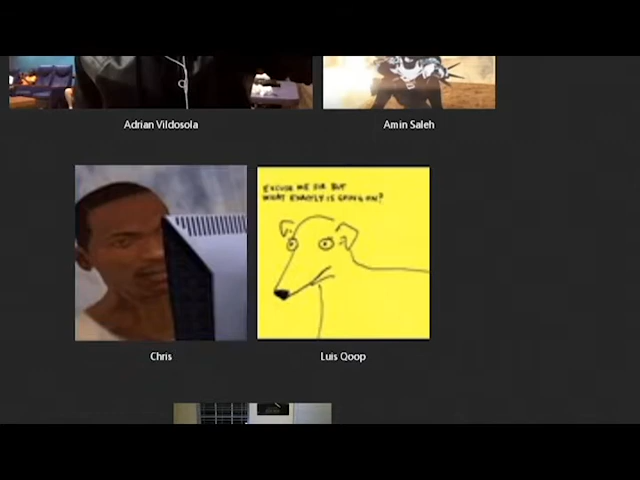 Adrian Vildosola
Amin Saleh
EXCUSE ME SIR BUT
WHAT EXACTLY IS GOING ON?
Chris
Luis Qoop